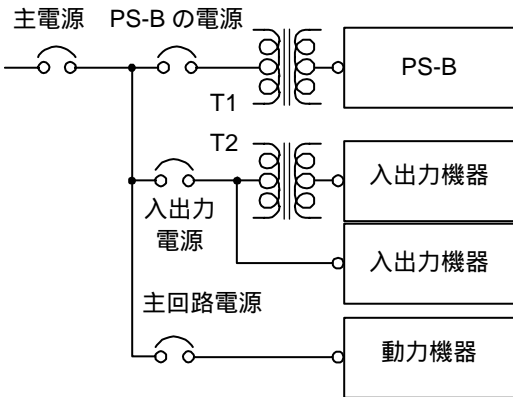 主電源
PS-B の電源
PS-B
T1
T2
入出力機器
入出力
電源
入出力機器
主回路電源
動力機器